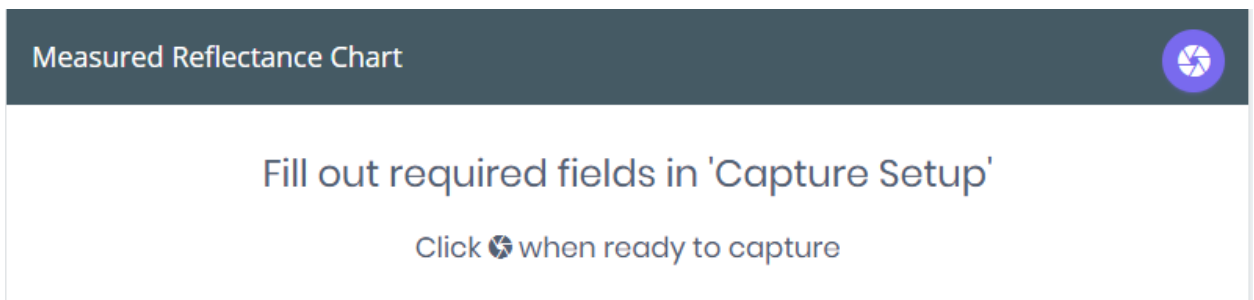 Measured Reflectance Chart
Fill out required fields in 'Capture Setup'
Click when ready to capture